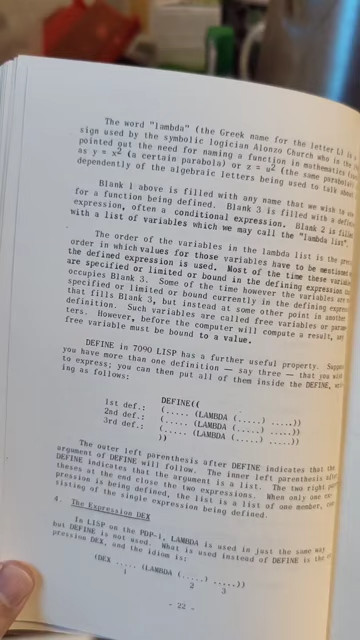 The word "lambda" (the Greek name for the letter L) is a
sign used by the symbolic logician Alonzo Church who in the
pointed out the need for naming a function in mathematics
as y = x2 (a certain parabola) or z = u2 (the same parabola)
dependently of the algebraic letters being used to talk about
Blank 1 above is filled with any name that we wish to
for a function being defined. Blank 3 is filled with a
expression, often a conditional expression. Blank 2 is filled
with a list of variables which we may call the "lambda list".
The order of the variables in the lambda list is the
order in which values for those variables have to be mentioned
the defined expression is used. Most of the time these
are specified or limited or bound in the defining expression
occupies Blank 3. Some of the time however the variables are
specified or limited or bound currently in the defining
that fills Blank 3, but instead at some other point in another
definition. Such variables are called free variables or
ters. However, before the computer will compute a result, any
free variable must be bound to a value.
DEFINE in 7090 LISP has a further useful property.
you have more than one definition — say three — that you
to express; you can then put all of them inside the DEFINE,
ing as follows:
DEFINE((
1st def.: (..... (LAMBDA (.....) .....))
2nd def.: (..... (LAMBDA (.....) .....))
3rd def.: (..... (LAMBDA (.....) .....))
))
The outer left parenthesis after DEFINE indicates that the
argument of DEFINE will follow. The inner left parenthesis after
DEFINE indicates that the argument is a list. The two right
theses at the end close the two expressions. When only one
pression is being defined, the list is a list of one member,
sisting of the single expression being defined.
4. The Expression DEX
In LISP on the PDP-1, LAMBDA is used in just the same way
but DEFINE is not used. What is used instead of DEFINE is the
pression DEX, and the idiom is:
(DEX ..... (LAMBDA (.....) .....))
1 2 3
- 22 -